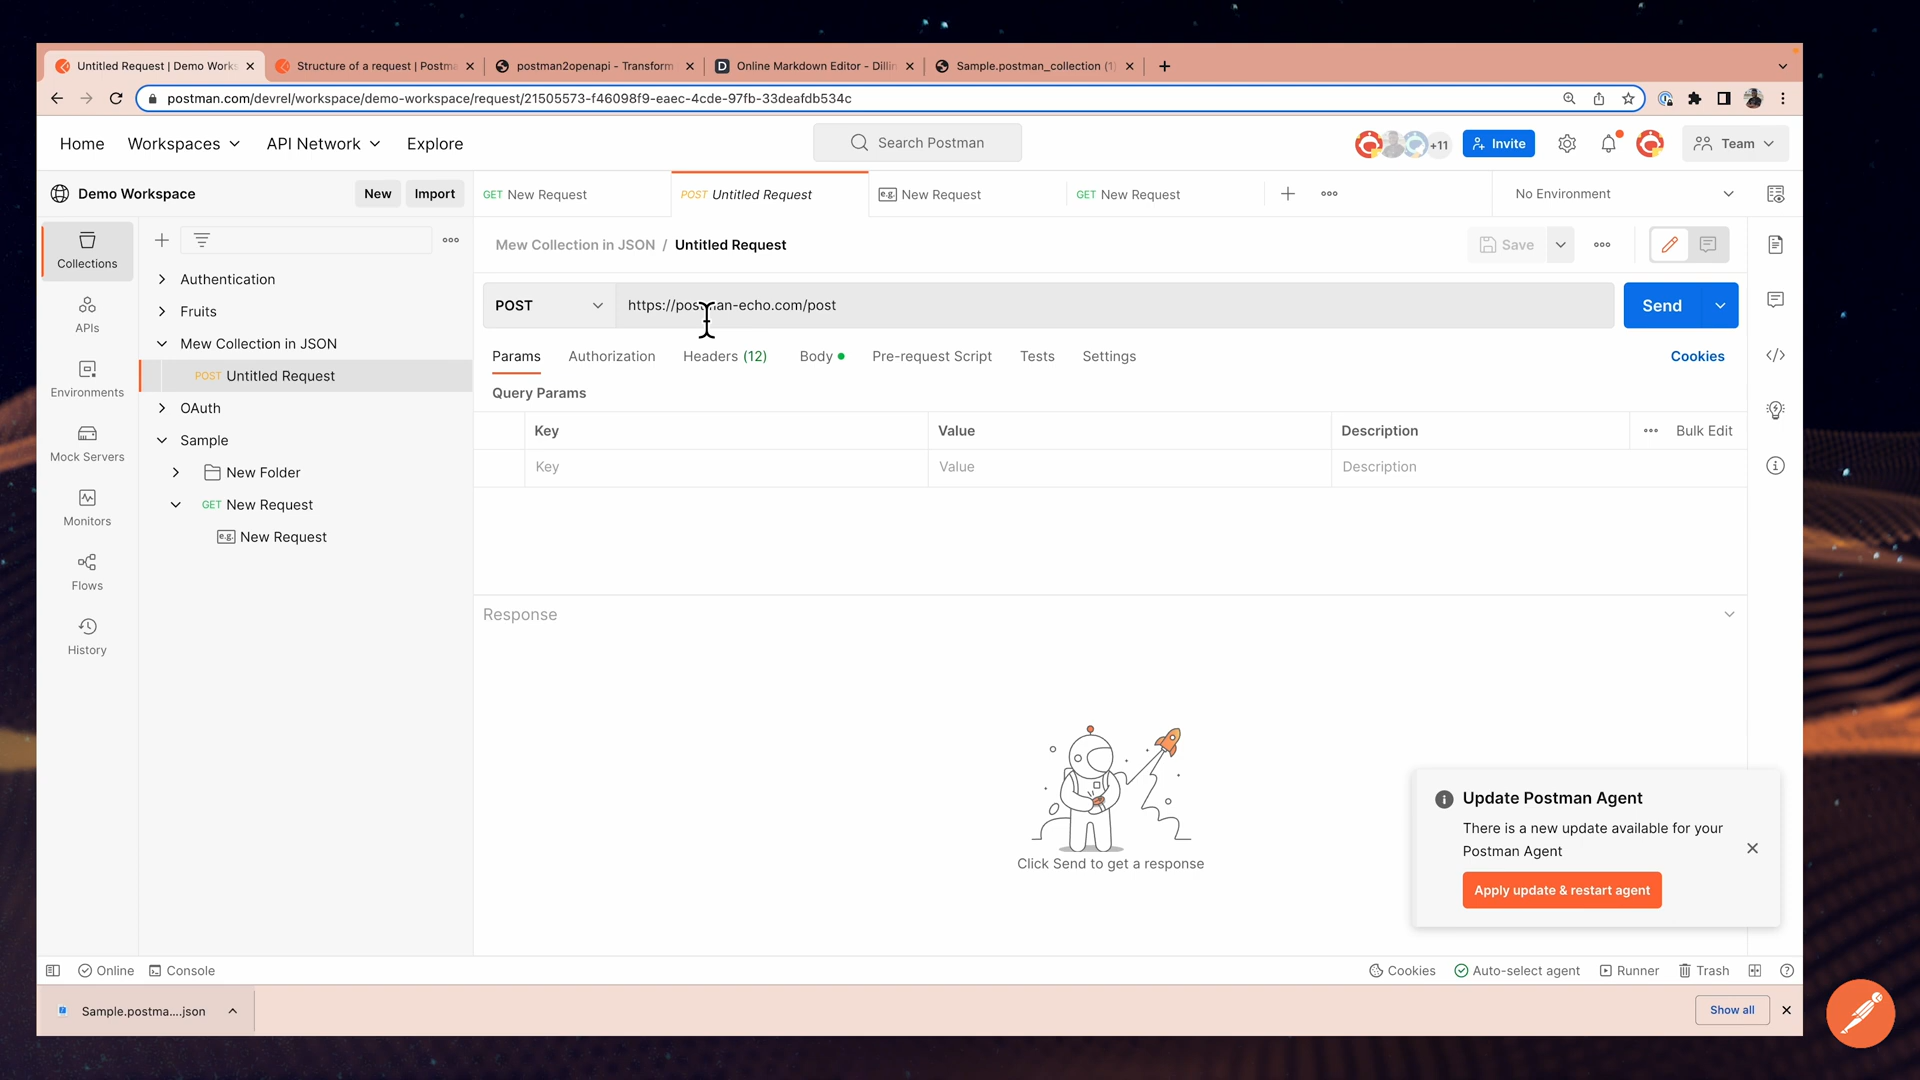 Untitled Request | Demo Works
Structure of a request | Postma
postman2openapi - Transform
D Online Markdown Editor - Dillin
Sample.postman_collection (1)
postman.com/devrel/workspace/demo-workspace/request/21505573-f46098f9-eaec-4cde-97fb-33deafdb534c
Home Workspaces API Network Explore
Search Postman
+11
Invite
Team
Demo Workspace
New Import
GET New Request
POST Untitled Request
e.g. New Request
GET New Request
No Environment
Collections
APIs
Environments
Mock Servers
Monitors
Flows
History
Authentication
Fruits
Mew Collection in JSON
POST Untitled Request
OAuth
Sample
New Folder
GET New Request
e.g. New Request
Mew Collection in JSON / Untitled Request
Save
POST
https://postman-echo.com/post
Send
Params Authorization Headers (12) Body Pre-request Script Tests Settings
Cookies
Query Params
Key Value Description
Bulk Edit
Key Value Description
Response
Click Send to get a response
Update Postman Agent
There is a new update available for your
Postman Agent
Apply update & restart agent
Online Console
Cookies Auto-select agent Runner Trash
Sample.postma....json
Show all